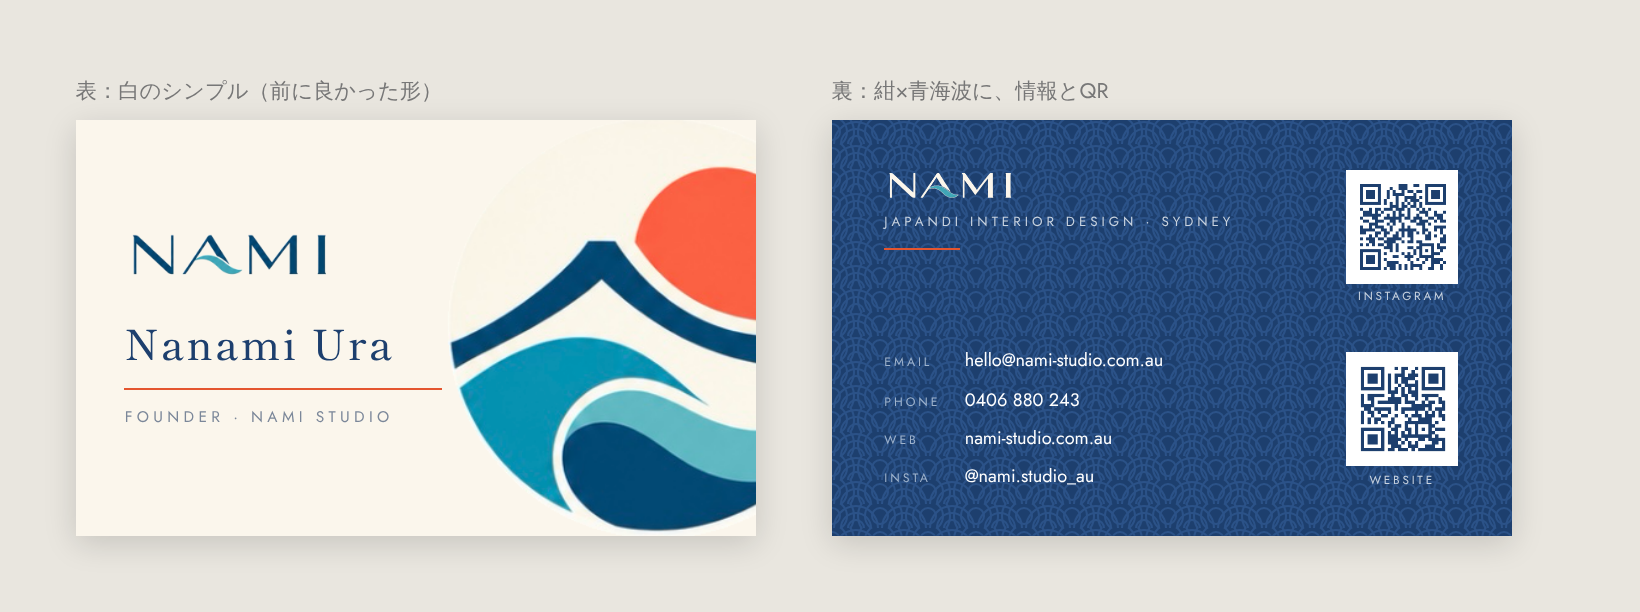 表：白のシンプル（前に良かった形）
NAMI
Nanami Ura
FOUNDER · NAMI STUDIO
裏：紺×青海波に、情報とQR
NAMI
JAPANDI INTERIOR DESIGN · SYDNEY
INSTAGRAM
EMAIL hello@nami-studio.com.au
PHONE 0406 880 243
WEB nami-studio.com.au
INSTA @nami.studio_au
WEBSITE